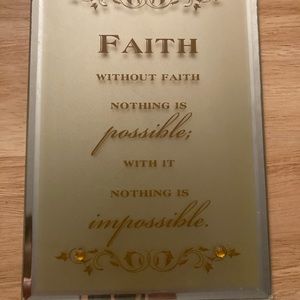 FAITH
WITHOUT FAITH
NOTHING IS
possible;
WITH IT
NOTHING IS
impossible.